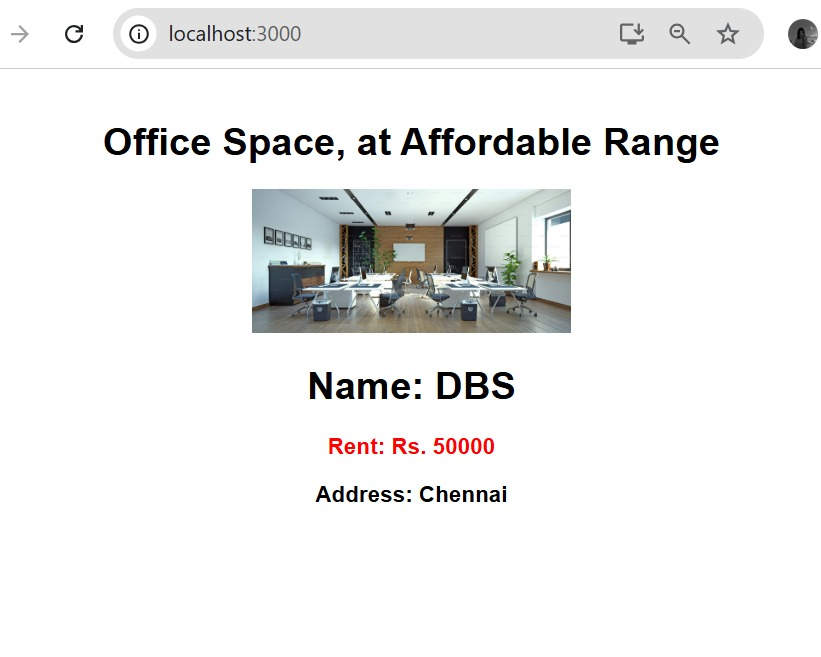 localhost:3000
Office Space, at Affordable Range
Name: DBS
Rent: Rs. 50000
Address: Chennai